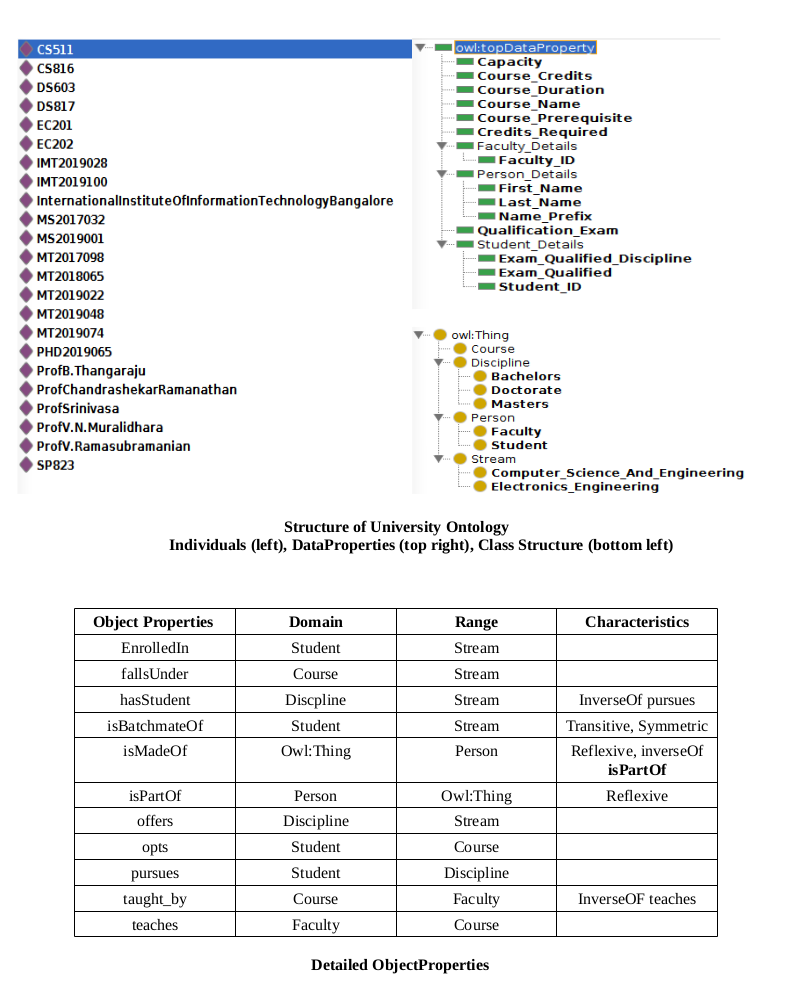 CS511
CS816
DS603
DS817
EC201
EC202
IMT2019028
IMT2019100
InternationalInstituteOfInformationTechnologyBangalore
MS2017032
MS2019001
MT2017098
MT2018065
MT2019022
MT2019048
MT2019074
PHD2019065
ProfB.Thangaraju
ProfChandrashekarRamanathan
ProfSrinivasa
ProfV.N.Muralidhara
ProfV.Ramasubramanian
SP823
owl:topDataProperty
Capacity
Course_Credits
Course_Duration
Course_Name
Course_Prerequisite
Credits_Required
Faculty_Details
Faculty_ID
Person_Details
First_Name
Last_Name
Name_Prefix
Qualification_Exam
Student_Details
Exam_Qualified_Discipline
Exam_Qualified
Student_ID
owl:Thing
Course
Discipline
Bachelors
Doctorate
Masters
Person
Faculty
Student
Stream
Computer_Science_And_Engineering
Electronics_Engineering
Structure of University Ontology
Individuals (left), DataProperties (top right), Class Structure (bottom left)
Object Properties Domain Range Characteristics
EnrolledIn Student Stream
fallsUnder Course Stream
hasStudent Discpline Stream InverseOf pursues
isBatchmateOf Student Stream Transitive, Symmetric
isMadeOf Owl:Thing Person Reflexive, inverseOf
isPartOf
isPartOf Person Owl:Thing Reflexive
offers Discipline Stream
opts Student Course
pursues Student Discipline
taught_by Course Faculty InverseOF teaches
teaches Faculty Course
Detailed ObjectProperties